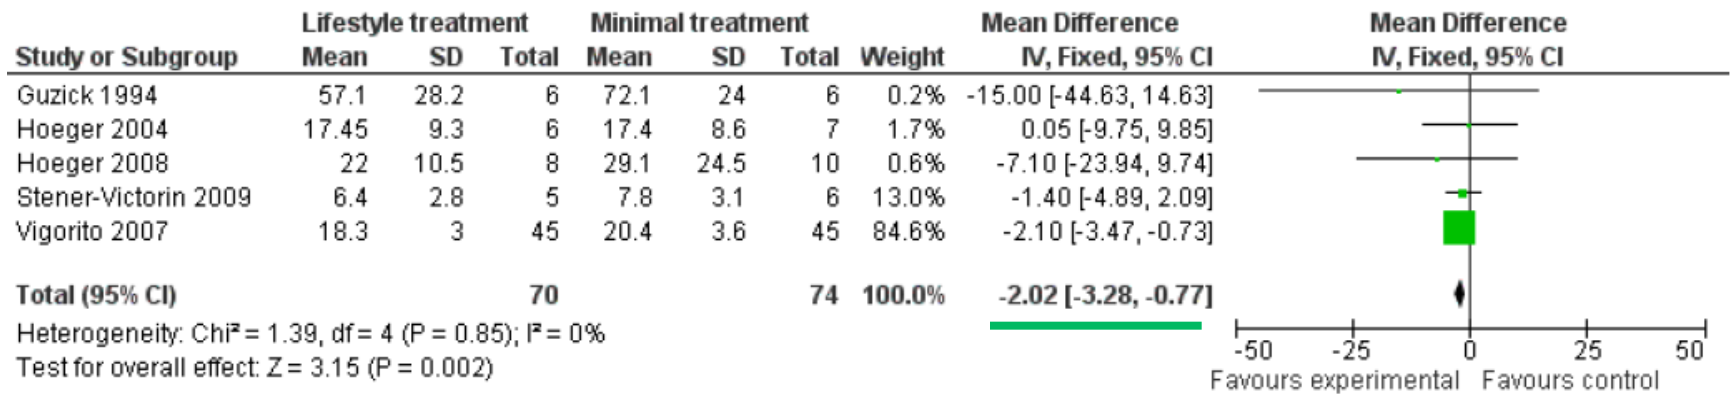 Lifestyle treatment Minimal treatment Mean Difference Mean Difference
Study or Subgroup Mean SD Total Mean SD Total Weight IV, Fixed, 95% CI IV, Fixed, 95% CI
Guzick 1994 57.1 28.2 6 72.1 24 6 0.2% -15.00 [-44.63, 14.63]
Hoeger 2004 17.45 9.3 6 17.4 8.6 7 1.7% 0.05 [-9.75, 9.85]
Hoeger 2008 22 10.5 8 29.1 24.5 10 0.6% -7.10 [-23.94, 9.74]
Stener-Victorin 2009 6.4 2.8 5 7.8 3.1 6 13.0% -1.40 [-4.89, 2.09]
Vigorito 2007 18.3 3 45 20.4 3.6 45 84.6% -2.10 [-3.47, -0.73]
Total (95% CI) 70 74 100.0% -2.02 [-3.28, -0.77]
Heterogeneity: Chi² = 1.39, df = 4 (P = 0.85); I² = 0%
Test for overall effect: Z = 3.15 (P = 0.002)
-50 -25 0 25 50
Favours experimental Favours control